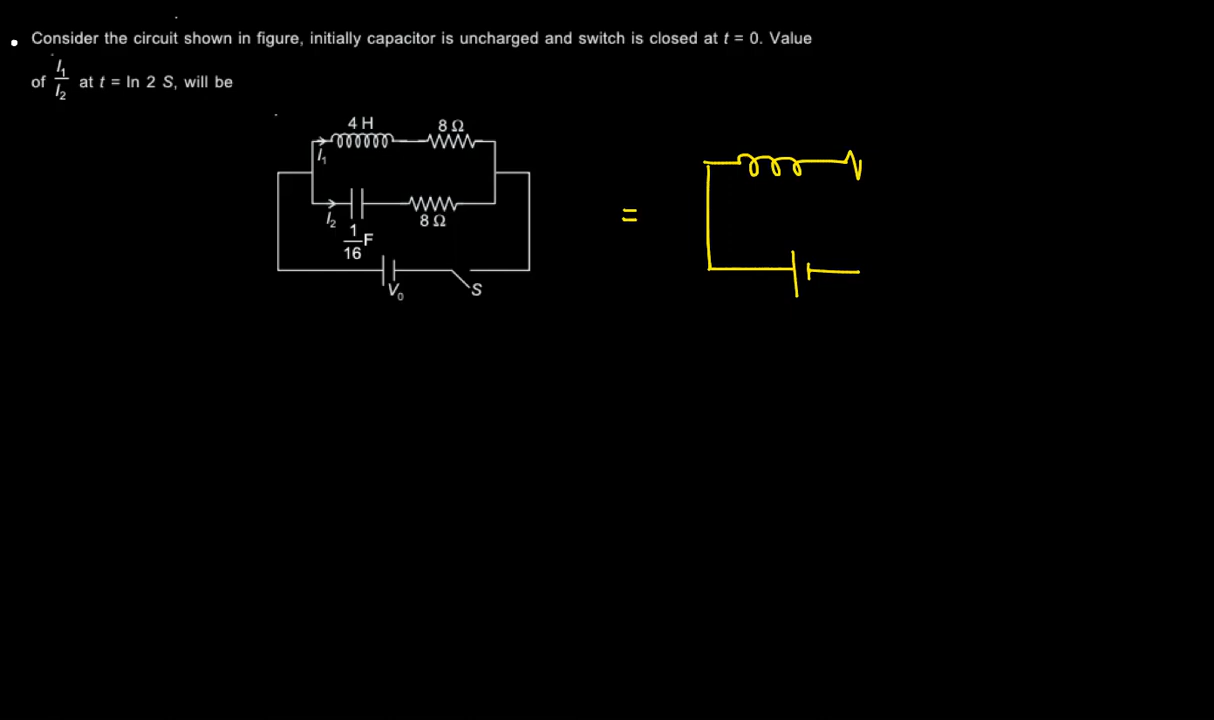 • Consider the circuit shown in figure, initially capacitor is uncharged and switch is closed at t = 0. Value
of I₁/I₂ at t = ln 2 S, will be
4 H
8 Ω
I₁
I₂
8 Ω
1/16 F
V₀
S
=